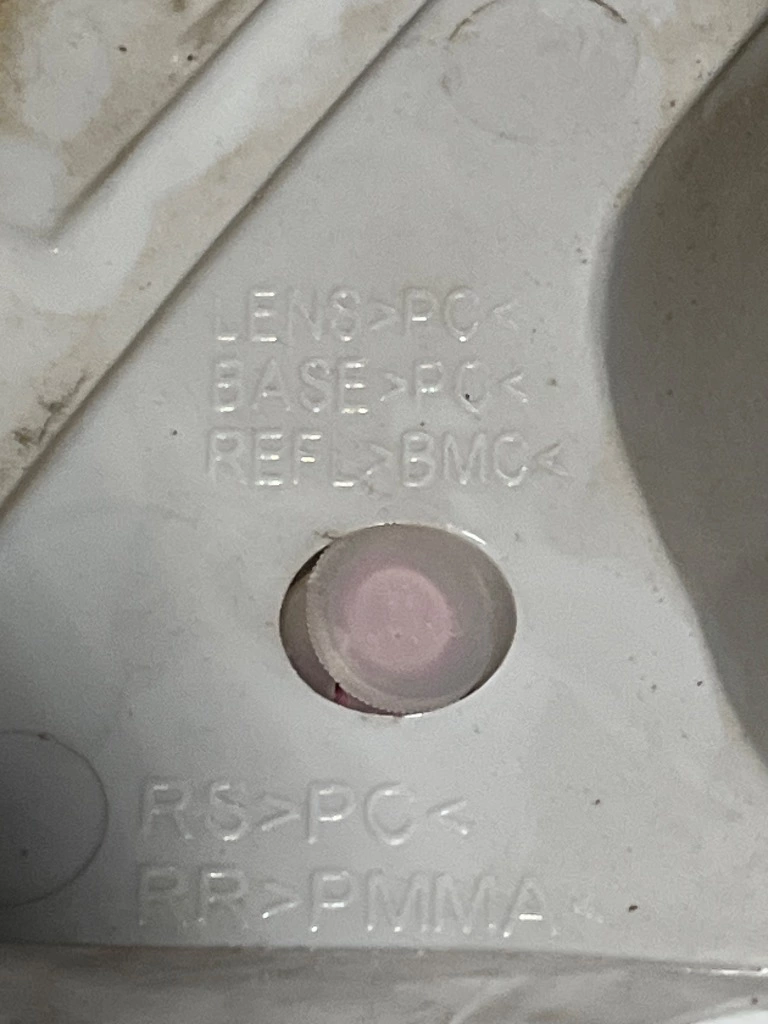 LENS>PC<
BASE>PC<
REFL>BMC<
RS>PC<
RR>PMMA<